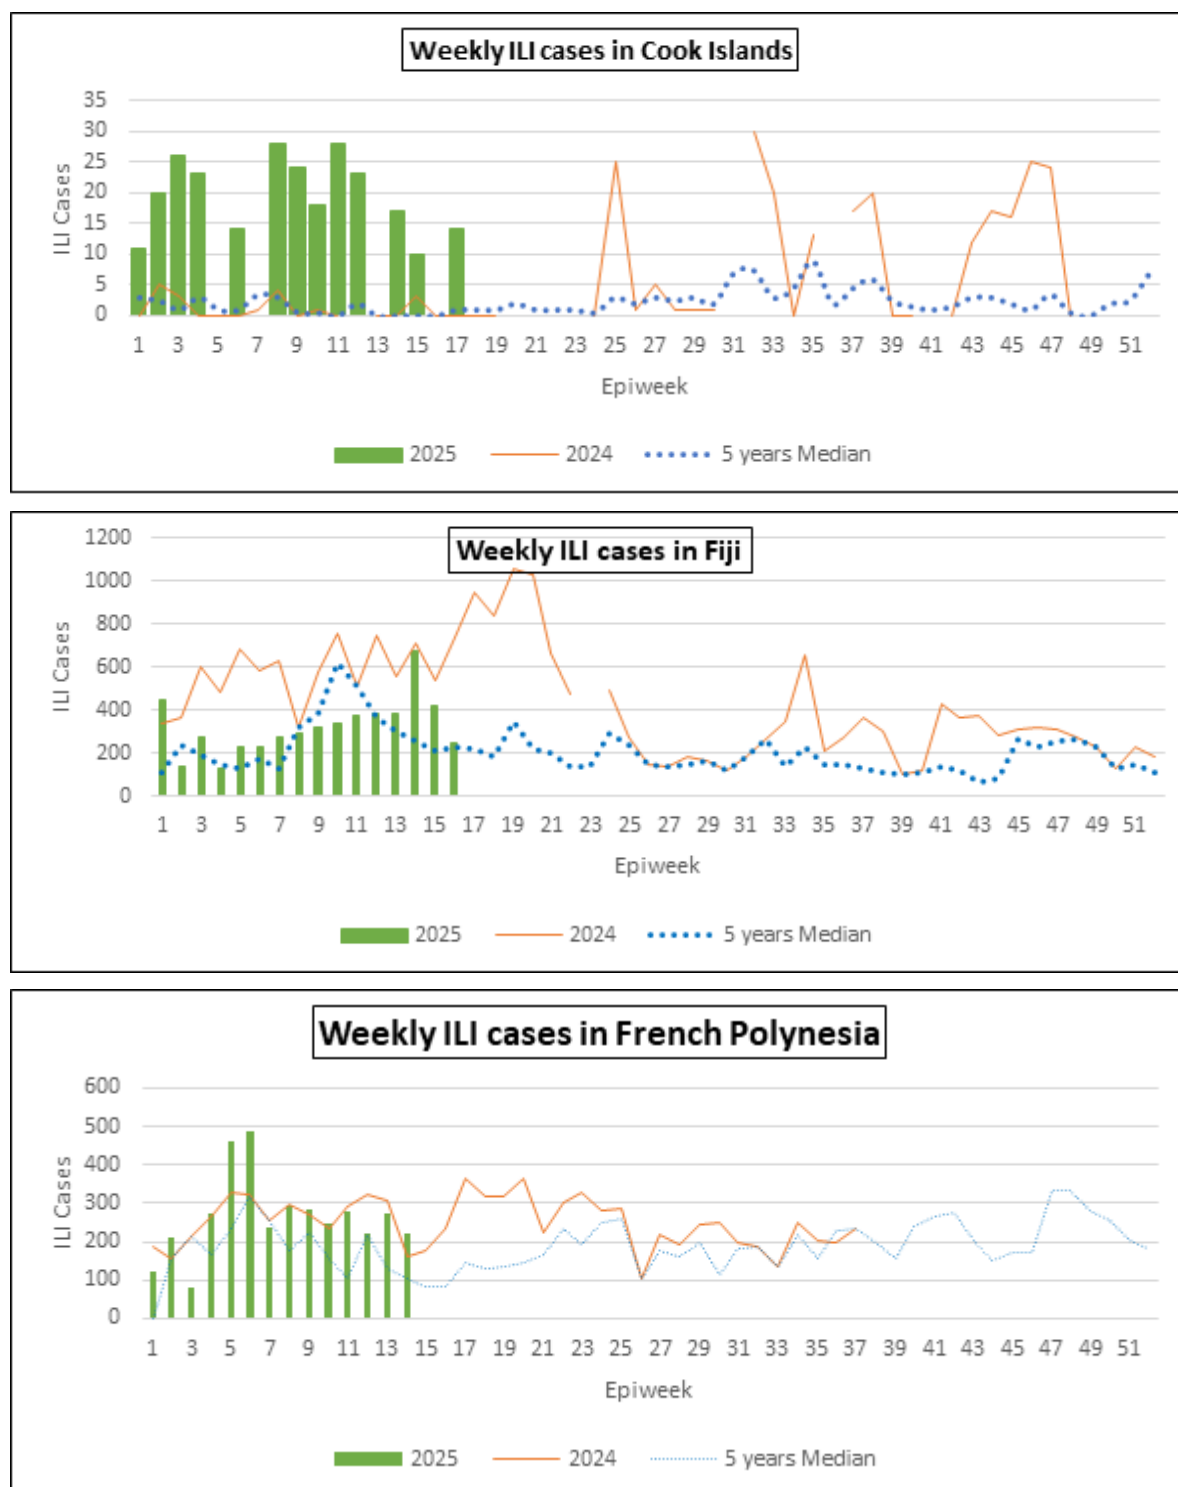 Weekly ILI cases in Cook Islands
35
30
25
20
15
10
5
0
ILI Cases
1 3 5 7 9 11 13 15 17 19 21 23 25 27 29 31 33 35 37 39 41 43 45 47 49 51
Epiweek
2025 2024 5 years Median
Weekly ILI cases in Fiji
1200
1000
800
600
400
200
0
ILI Cases
1 3 5 7 9 11 13 15 17 19 21 23 25 27 29 31 33 35 37 39 41 43 45 47 49 51
Epiweek
2025 2024 5 years Median
Weekly ILI cases in French Polynesia
600
500
400
300
200
100
0
ILI Cases
1 3 5 7 9 11 13 15 17 19 21 23 25 27 29 31 33 35 37 39 41 43 45 47 49 51
Epiweek
2025 2024 5 years Median